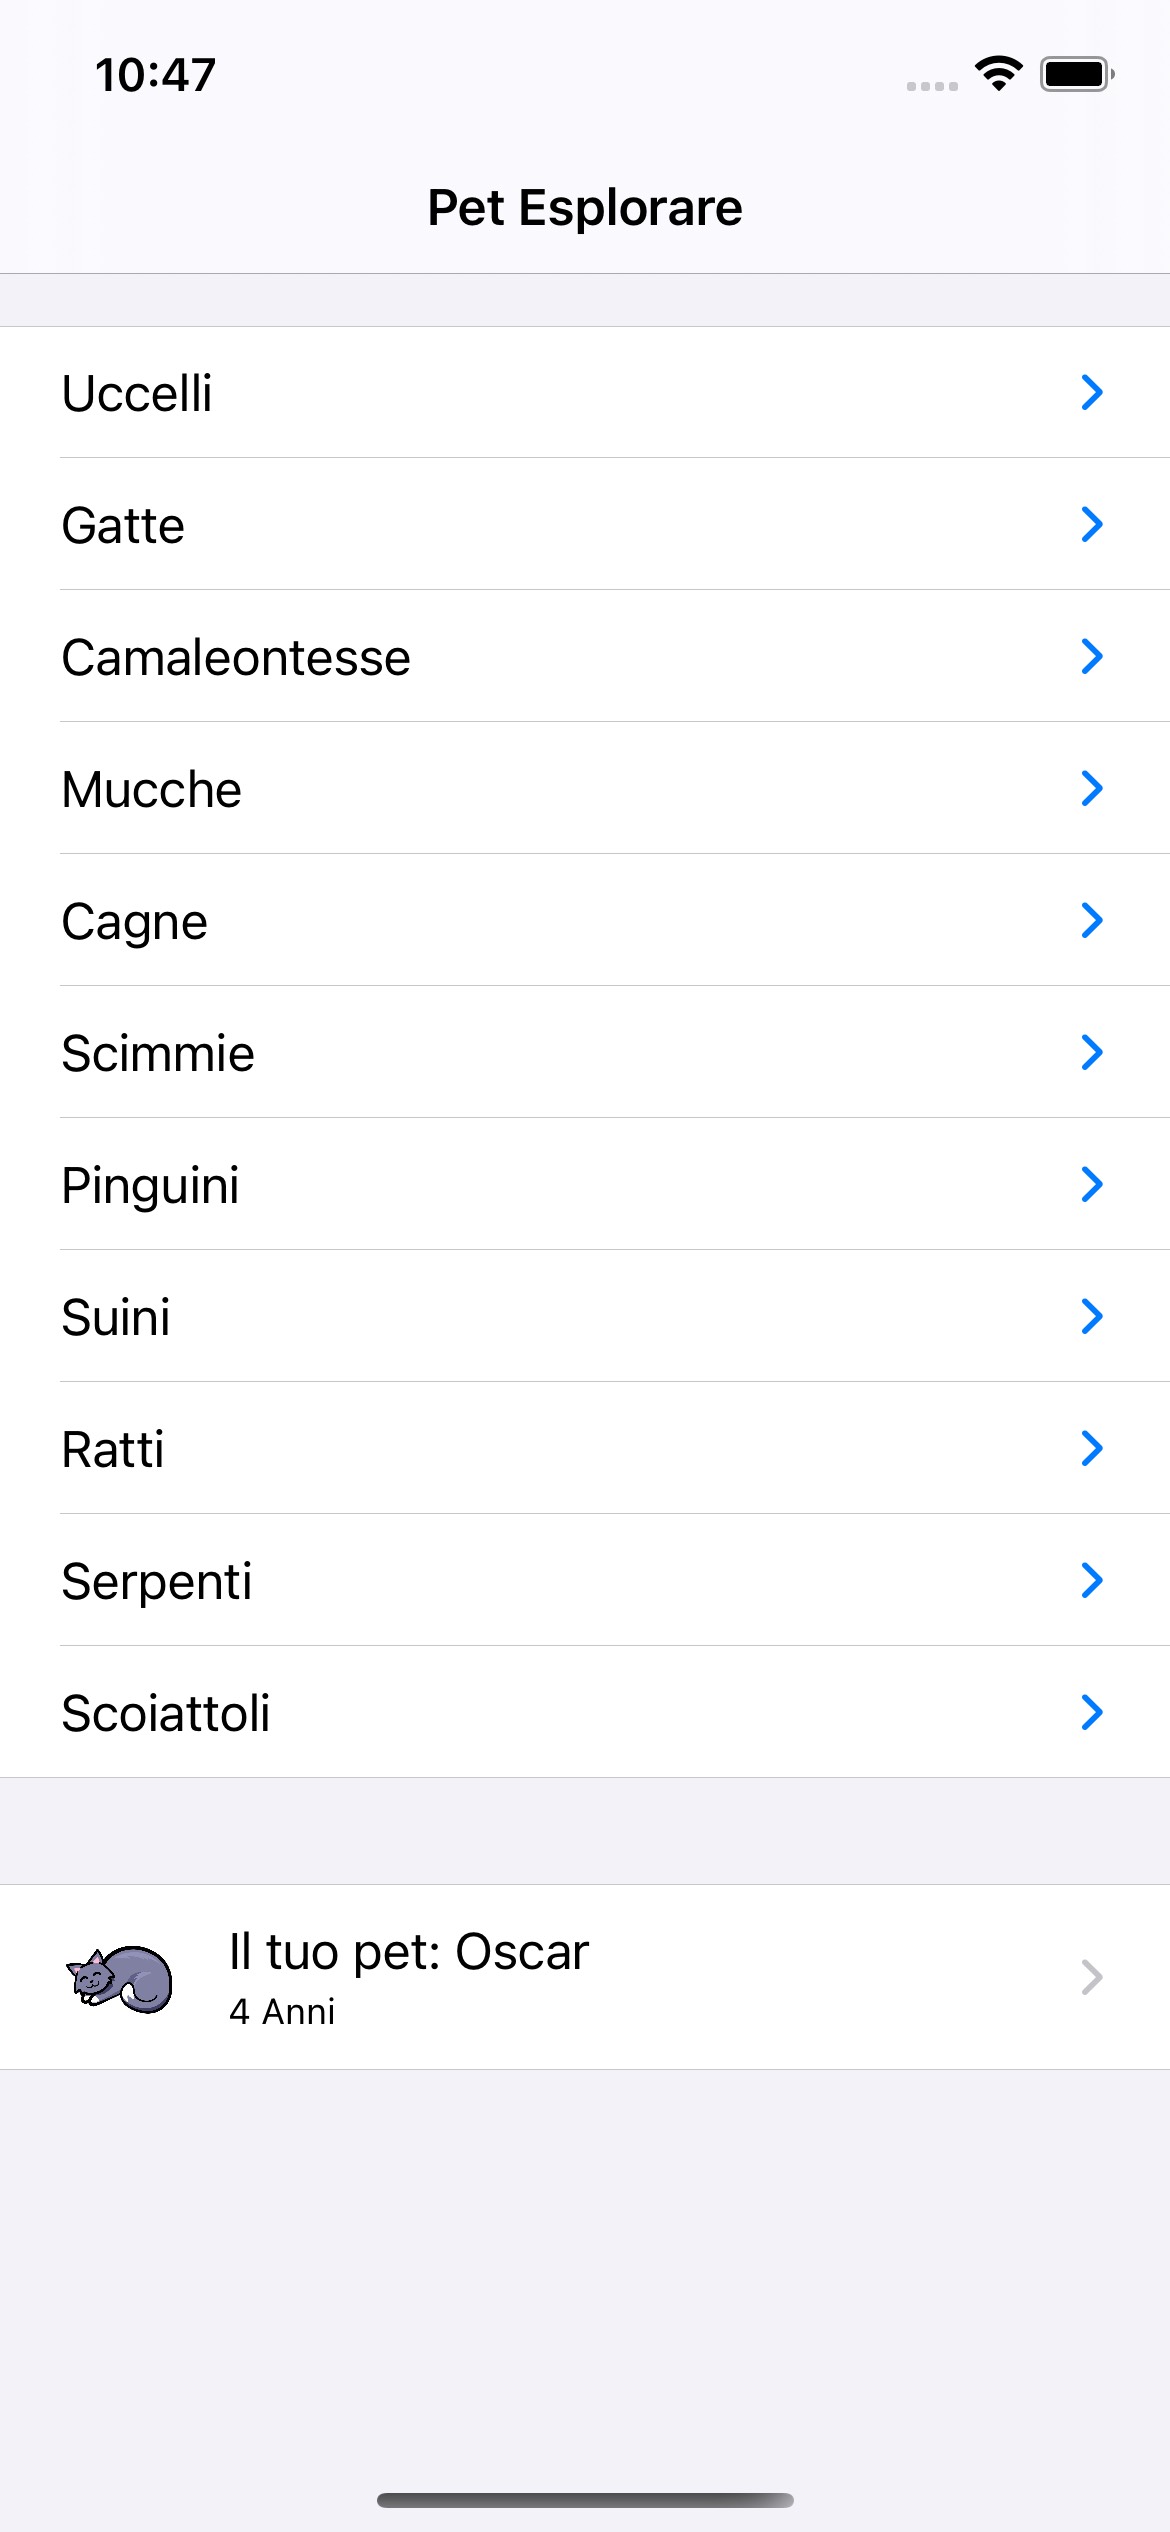 10:47
Pet Esplorare
Uccelli
Gatte
Camaleontesse
Mucche
Cagne
Scimmie
Pinguini
Suini
Ratti
Serpenti
Scoiattoli
Il tuo pet: Oscar
4 Anni